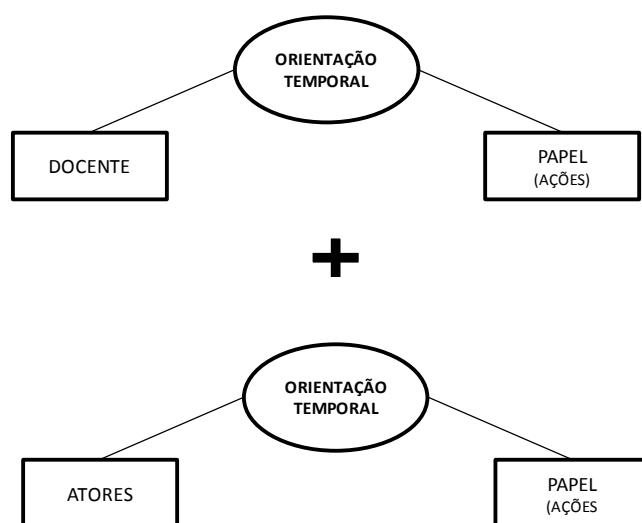 ORIENTAÇÃO
TEMPORAL
DOCENTE
PAPEL
(AÇÕES)
+
ORIENTAÇÃO
TEMPORAL
ATORES
PAPEL
(AÇÕES